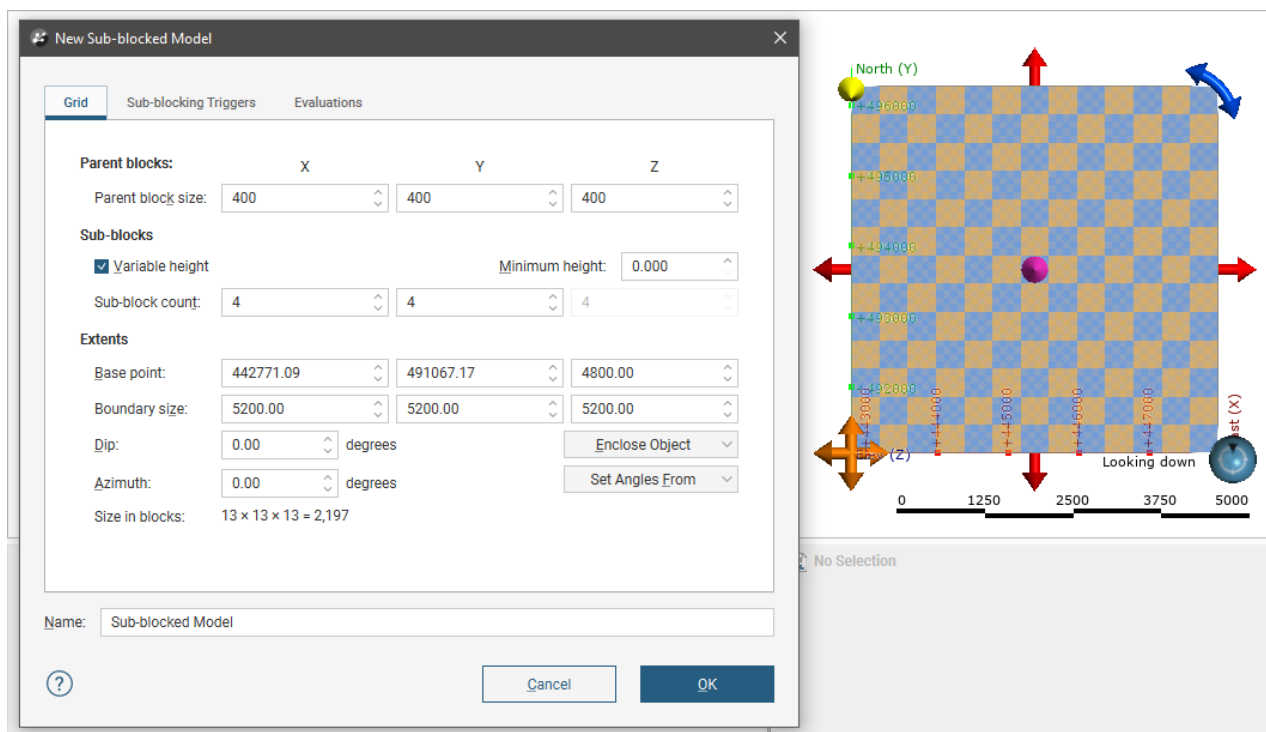 New Sub-blocked Model
Grid Sub-blocking Triggers Evaluations
Parent blocks: X Y Z
Parent block size: 400 400 400
Sub-blocks
Variable height Minimum height: 0.000
Sub-block count: 4 4 4
Extents
Base point: 442771.09 491067.17 4800.00
Boundary size: 5200.00 5200.00 5200.00
Dip: 0.00 degrees Enclose Object
Azimuth: 0.00 degrees Set Angles From
Size in blocks: 13 × 13 × 13 = 2,197
Name: Sub-blocked Model
? Cancel OK
North (Y)
+496000
+495000
+494000
+493000
+492000
+443000 +444000 +445000 +446000 +447000
(Z)
ast (X)
Looking down
0 1250 2500 3750 5000
No Selection